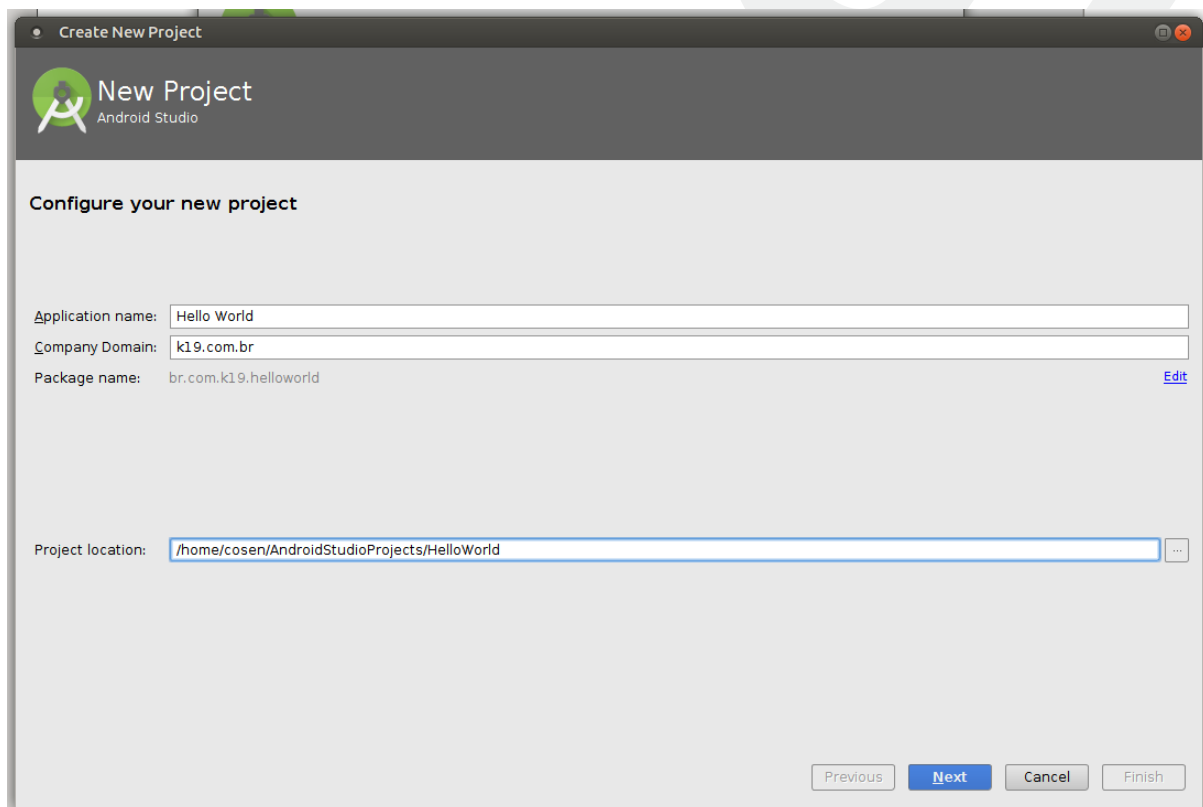 Create New Project
New Project
Android Studio
Configure your new project
Application name: Hello World
Company Domain: k19.com.br
Package name: br.com.k19.helloworld Edit
Project location: /home/cosen/AndroidStudioProjects/HelloWorld ...
Previous Next Cancel Finish